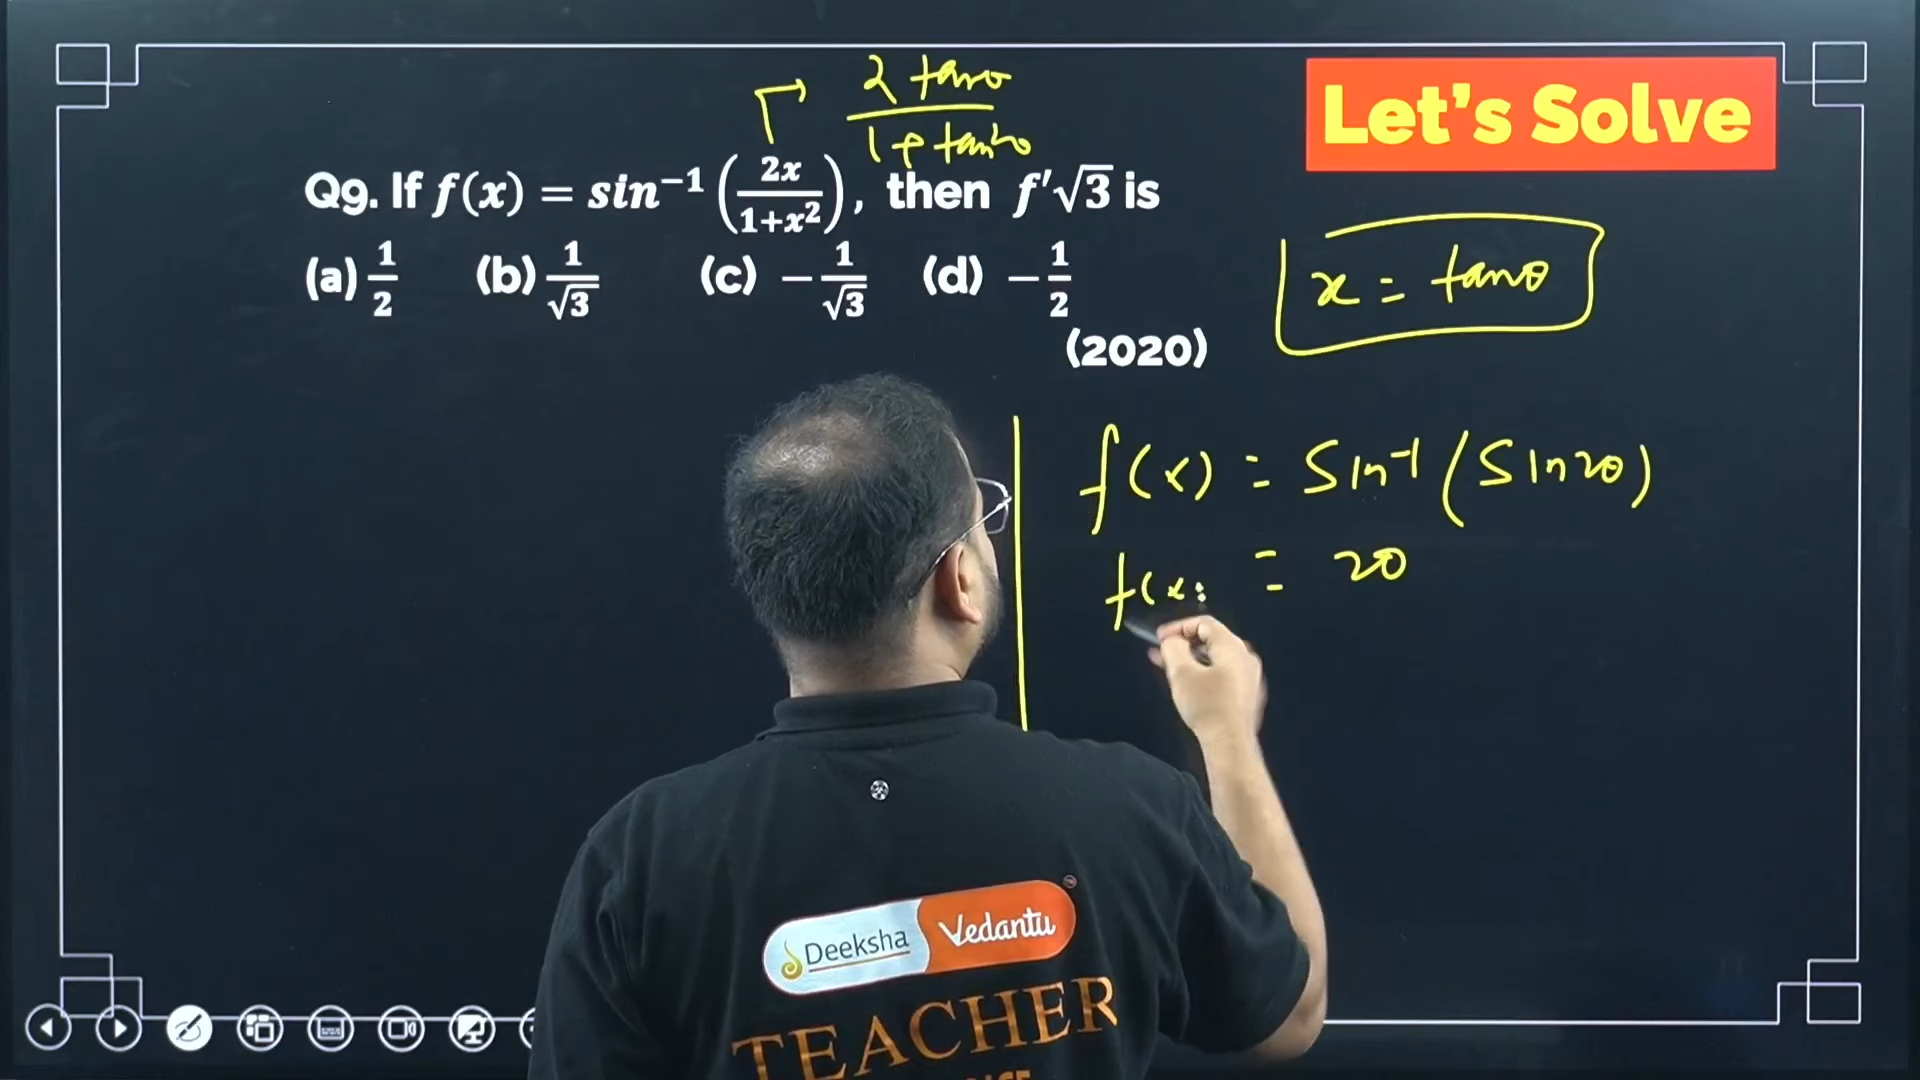 2 tanθ
1+tan²θ
Let's Solve
Q9. If f(x) = sin⁻¹ (2x/1+x²), then f'√3 is
(a) 1/2 (b) 1/√3 (c) −1/√3 (d) −1/2
(2020)
x = tanθ
f(x) = Sin⁻¹ (Sin2θ)
f(x) = 2θ
Deeksha Vedantu
TEACHER